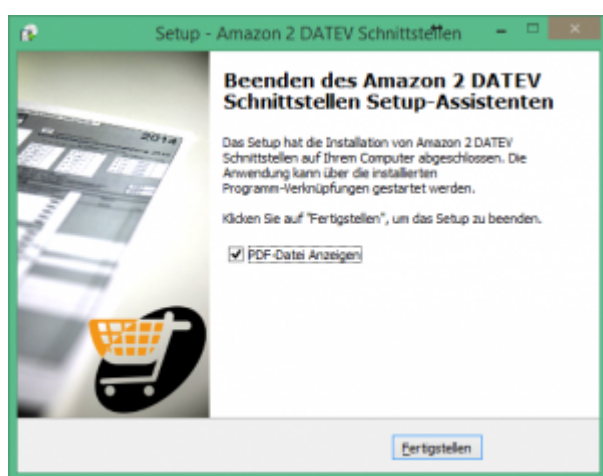 Setup - Amazon 2 DATEV Schnittstellen
Beenden des Amazon 2 DATEV
Schnittstellen Setup-Assistenten
2014
Das Setup hat die Installation von Amazon 2 DATEV
Schnittstellen auf Ihrem Computer abgeschlossen. Die
Anwendung kann über die installierten
Programm-Verknüpfungen gestartet werden.
Klicken Sie auf "Fertigstellen", um das Setup zu beenden.
PDF-Datei Anzeigen
Fertigstellen